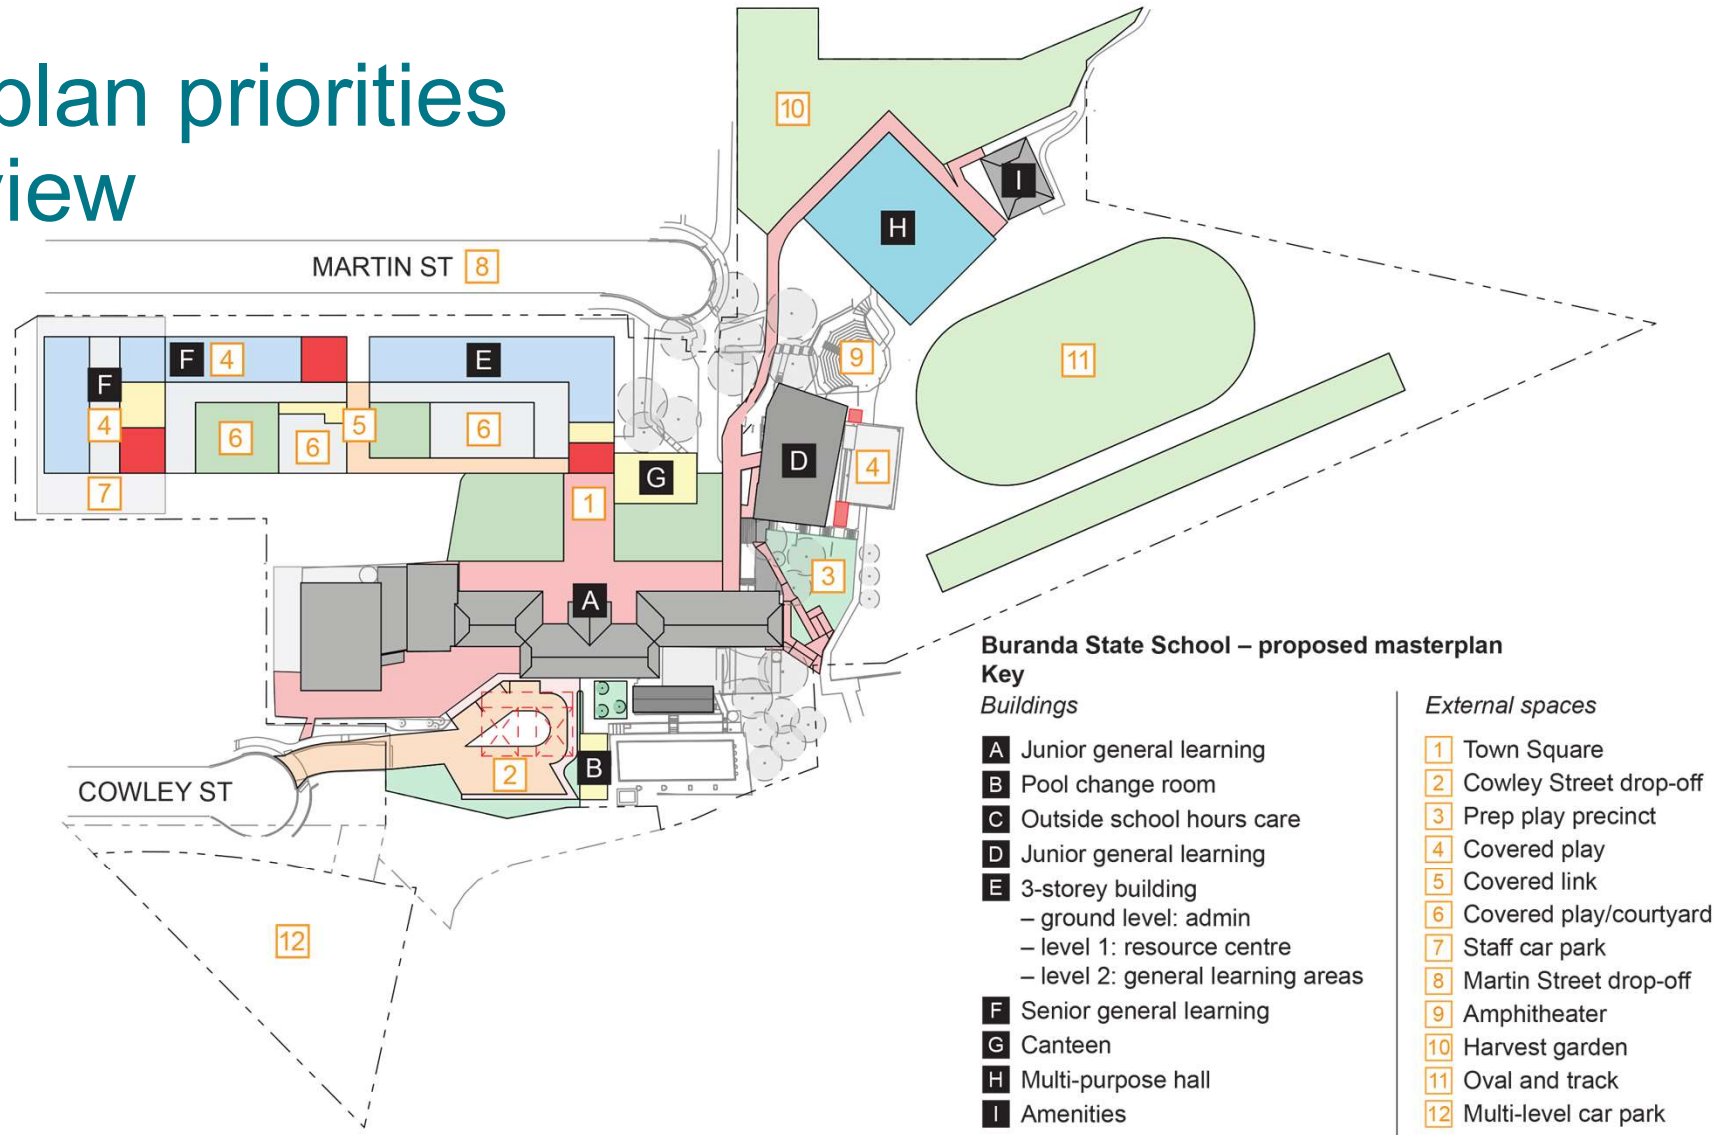 plan priorities
view
10
I
H
MARTIN ST 8
F 4
E
9
11
F
4
5
6
6
6
D
4
G
7
1
3
A
2
B
COWLEY ST
12
Buranda State School – proposed masterplan
Key
Buildings
A Junior general learning
B Pool change room
C Outside school hours care
D Junior general learning
E 3-storey building
– ground level: admin
– level 1: resource centre
– level 2: general learning areas
F Senior general learning
G Canteen
H Multi-purpose hall
I Amenities
External spaces
1 Town Square
2 Cowley Street drop-off
3 Prep play precinct
4 Covered play
5 Covered link
6 Covered play/courtyard
7 Staff car park
8 Martin Street drop-off
9 Amphitheater
10 Harvest garden
11 Oval and track
12 Multi-level car park